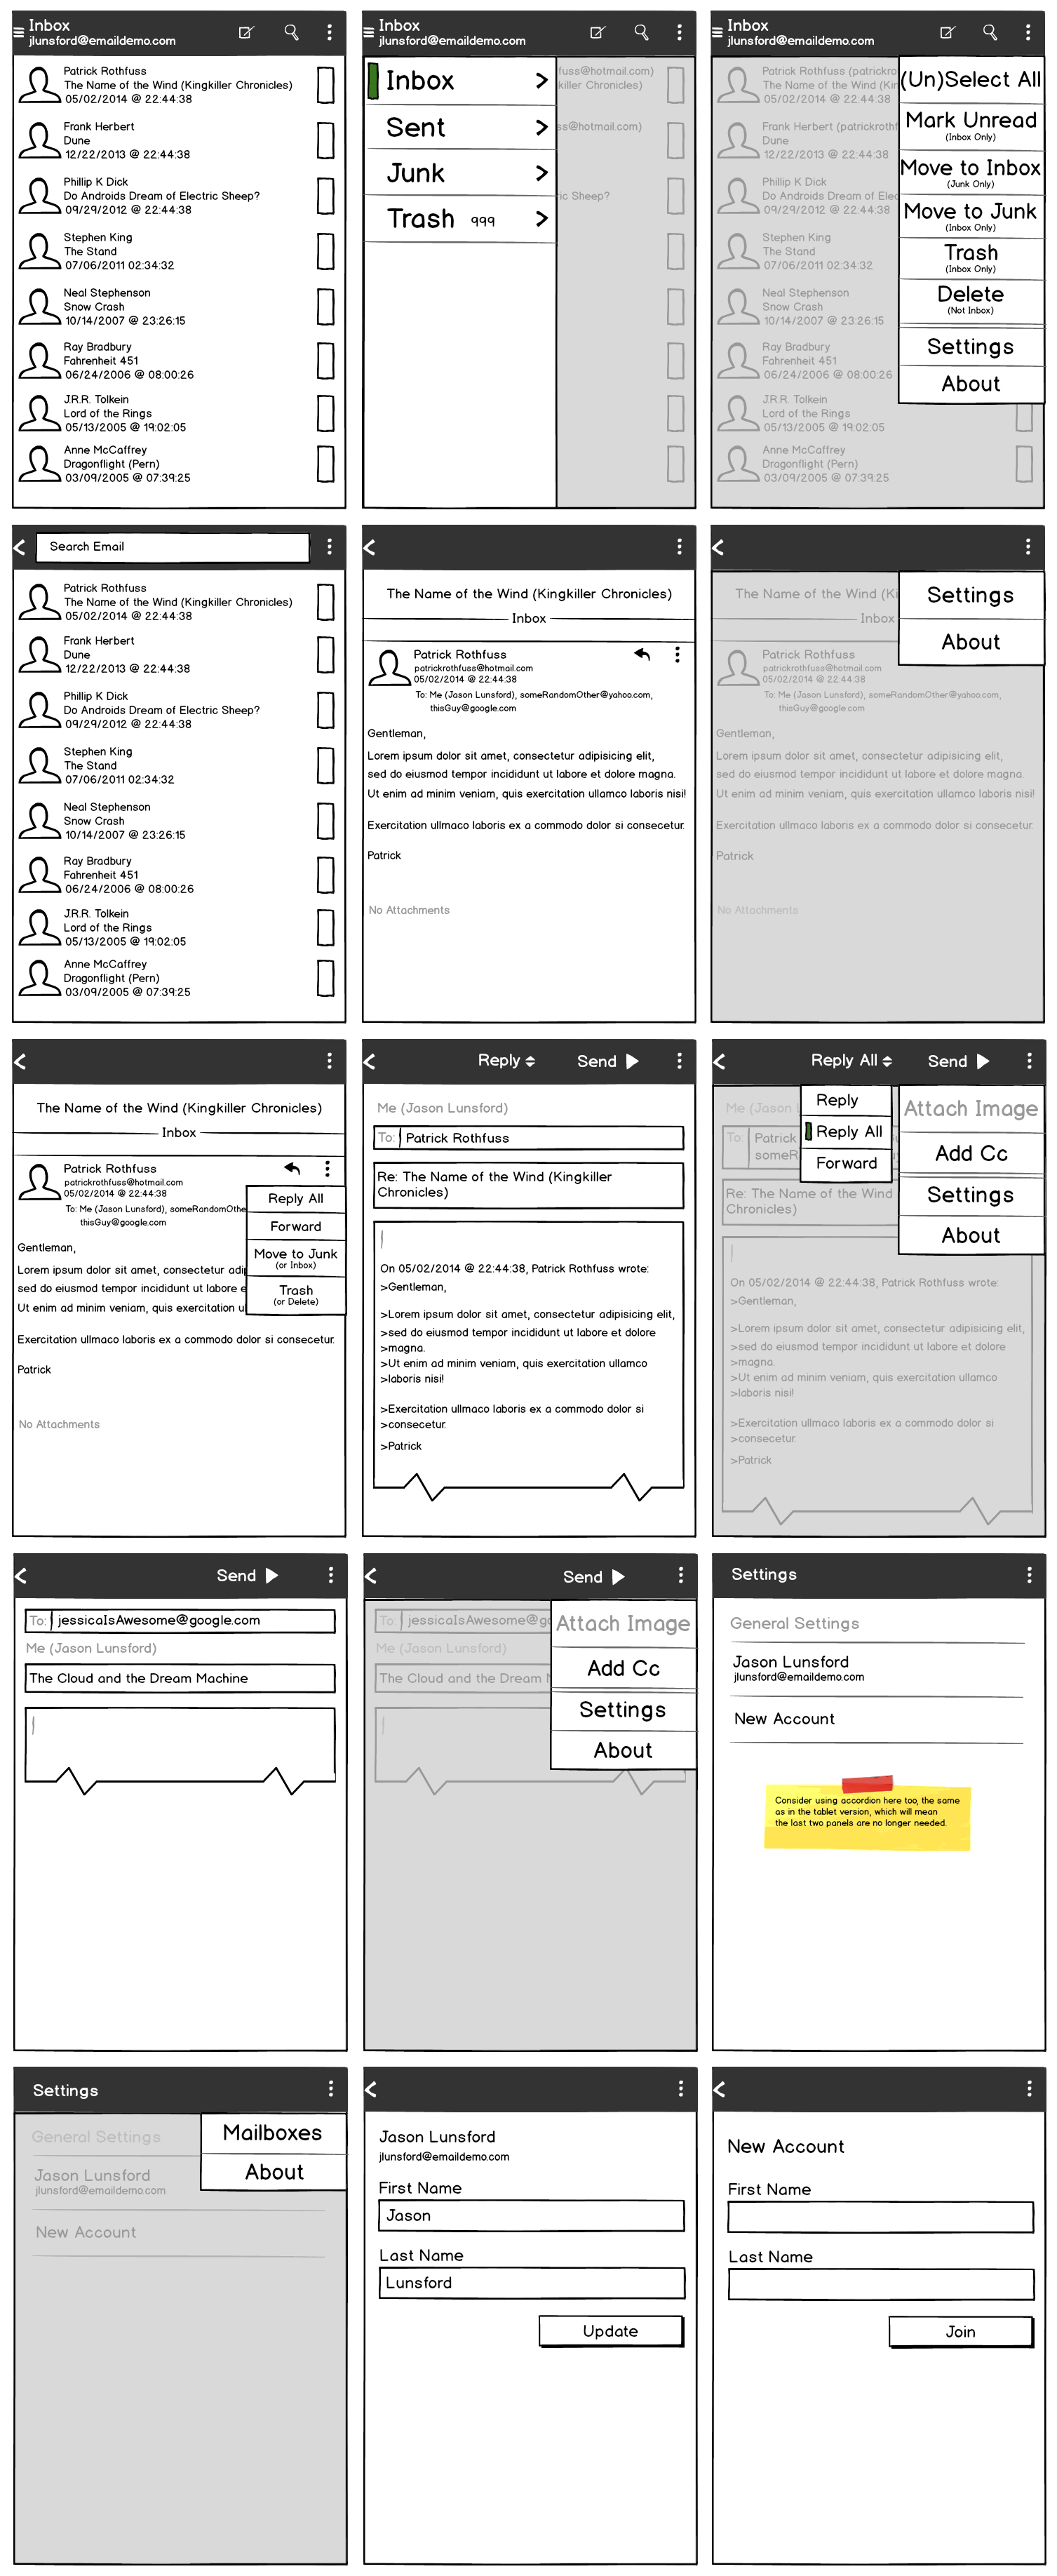 Inbox
jlunsford@emaildemo.com
Patrick Rothfuss
The Name of the Wind (Kingkiller Chronicles)
05/02/2014 @ 22:44:38
Frank Herbert
Dune
12/22/2013 @ 22:44:38
Phillip K Dick
Do Androids Dream of Electric Sheep?
09/29/2012 @ 22:44:38
Stephen King
The Stand
07/06/2011 02:34:32
Neal Stephenson
Snow Crash
10/14/2007 @ 23:26:15
Ray Bradbury
Fahrenheit 451
06/24/2006 @ 08:00:26
J.R.R. Tolkein
Lord of the Rings
05/13/2005 @ 19:02:05
Anne McCaffrey
Dragonflight (Pern)
03/09/2005 @ 07:39:25
Inbox
jlunsford@emaildemo.com
Inbox
Sent
Junk
Trash 999
fuss@hotmail.com)
killer Chronicles)
ss@hotmail.com)
ic Sheep?
Inbox
jlunsford@emaildemo.com
Patrick Rothfuss (patrickro
The Name of the Wind (Kin
05/02/2014 @ 22:44:38
Frank Herbert (patrickrothf
Dune
12/22/2013 @ 22:44:38
Phillip K Dick
Do Androids Dream of Elec
09/29/2012 @ 22:44:38
Stephen King
The Stand
07/06/2011 02:34:32
Neal Stephenson
Snow Crash
10/14/2007 @ 23:26:15
Ray Bradbury
Fahrenheit 451
06/24/2006 @ 08:00:26
J.R.R. Tolkein
Lord of the Rings
05/13/2005 @ 19:02:05
Anne McCaffrey
Dragonflight (Pern)
03/09/2005 @ 07:39:25
(Un)Select All
Mark Unread
(Inbox Only)
Move to Inbox
(Junk Only)
Move to Junk
(Inbox Only)
Trash
(Inbox Only)
Delete
(Not Inbox)
Settings
About
Search Email
Patrick Rothfuss
The Name of the Wind (Kingkiller Chronicles)
05/02/2014 @ 22:44:38
Frank Herbert
Dune
12/22/2013 @ 22:44:38
Phillip K Dick
Do Androids Dream of Electric Sheep?
09/29/2012 @ 22:44:38
Stephen King
The Stand
07/06/2011 02:34:32
Neal Stephenson
Snow Crash
10/14/2007 @ 23:26:15
Ray Bradbury
Fahrenheit 451
06/24/2006 @ 08:00:26
J.R.R. Tolkein
Lord of the Rings
05/13/2005 @ 19:02:05
Anne McCaffrey
Dragonflight (Pern)
03/09/2005 @ 07:39:25
The Name of the Wind (Kingkiller Chronicles)
Inbox
Patrick Rothfuss
patrickrothfuss@hotmail.com
05/02/2014 @ 22:44:38
To: Me (Jason Lunsford), someRandomOther@yahoo.com,
thisGuy@google.com
Gentleman,
Lorem ipsum dolor sit amet, consectetur adipisicing elit,
sed do eiusmod tempor incididunt ut labore et dolore magna.
Ut enim ad minim veniam, quis exercitation ullamco laboris nisi!
Exercitation ullmaco laboris ex a commodo dolor si consecetur.
Patrick
No Attachments
The Name of the Wind (Ki
Inbox
Patrick Rothfuss
patrickrothfuss@hotmail.com
05/02/2014 @ 22:44:38
To: Me (Jason Lunsford), someRandomOther@yahoo.com,
thisGuy@google.com
Gentleman,
Lorem ipsum dolor sit amet, consectetur adipisicing elit,
sed do eiusmod tempor incididunt ut labore et dolore magna.
Ut enim ad minim veniam, quis exercitation ullamco laboris nisi!
Exercitation ullmaco laboris ex a commodo dolor si consecetur.
Patrick
No Attachments
Settings
About
The Name of the Wind (Kingkiller Chronicles)
Inbox
Patrick Rothfuss
patrickrothfuss@hotmail.com
05/02/2014 @ 22:44:38
To: Me (Jason Lunsford), someRandomOthe
thisGuy@google.com
Gentleman,
Lorem ipsum dolor sit amet, consectetur adip
sed do eiusmod tempor incididunt ut labore e
Ut enim ad minim veniam, quis exercitation u
Exercitation ullmaco laboris ex a commodo dolor si consecetur.
Patrick
No Attachments
Reply All
Forward
Move to Junk
(or Inbox)
Trash
(or Delete)
Reply Send
Me (Jason Lunsford)
To: Patrick Rothfuss
Re: The Name of the Wind (Kingkiller
Chronicles)
On 05/02/2014 @ 22:44:38, Patrick Rothfuss wrote:
>Gentleman,
>Lorem ipsum dolor sit amet, consectetur adipisicing elit,
>sed do eiusmod tempor incididunt ut labore et dolore
>magna.
>Ut enim ad minim veniam, quis exercitation ullamco
>laboris nisi!
>Exercitation ullmaco laboris ex a commodo dolor si
>consecetur.
>Patrick
Reply All Send
Me (Jason L
To: Patrick
someR
Re: The Name of the Wind
Chronicles)
On 05/02/2014 @ 22:44:38, Patrick Rothfuss wrote:
>Gentleman,
>Lorem ipsum dolor sit amet, consectetur adipisicing elit,
>sed do eiusmod tempor incididunt ut labore et dolore
>magna.
>Ut enim ad minim veniam, quis exercitation ullamco
>laboris nisi!
>Exercitation ullmaco laboris ex a commodo dolor si
>consecetur.
>Patrick
Reply
Reply All
Forward
Attach Image
Add Cc
Settings
About
Send
To: jessicaIsAwesome@google.com
Me (Jason Lunsford)
The Cloud and the Dream Machine
Send
To: jessicaIsAwesome@go
Me (Jason Lunsford)
The Cloud and the Dream M
Attach Image
Add Cc
Settings
About
Settings
General Settings
Jason Lunsford
jlunsford@emaildemo.com
New Account
Consider using accordion here too, the same
as in the tablet version, which will mean
the last two panels are no longer needed.
Settings
General Settings
Jason Lunsford
jlunsford@emaildemo.com
New Account
Mailboxes
About
Jason Lunsford
jlunsford@emaildemo.com
First Name
Jason
Last Name
Lunsford
Update
New Account
First Name
Last Name
Join